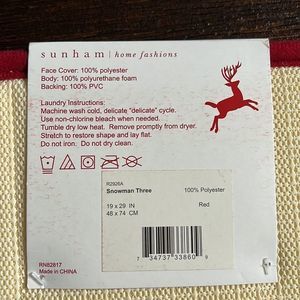 sunham | home fashions
Face Cover: 100% polyester
Body: 100% polyurethane foam
Backing: 100% PVC
Laundry Instructions:
Machine wash cold, delicate "delicate" cycle.
Use non-chlorine bleach when needed.
Tumble dry low heat. Remove promptly from dryer.
Stretch to restore shape and lay flat.
Do not iron. Do not dry clean.
R2926A
Snowman Three 100% Polyester
19 x 29 IN Red
48 x 74 CM
7 34737 33860 9
RN82817
Made in CHINA